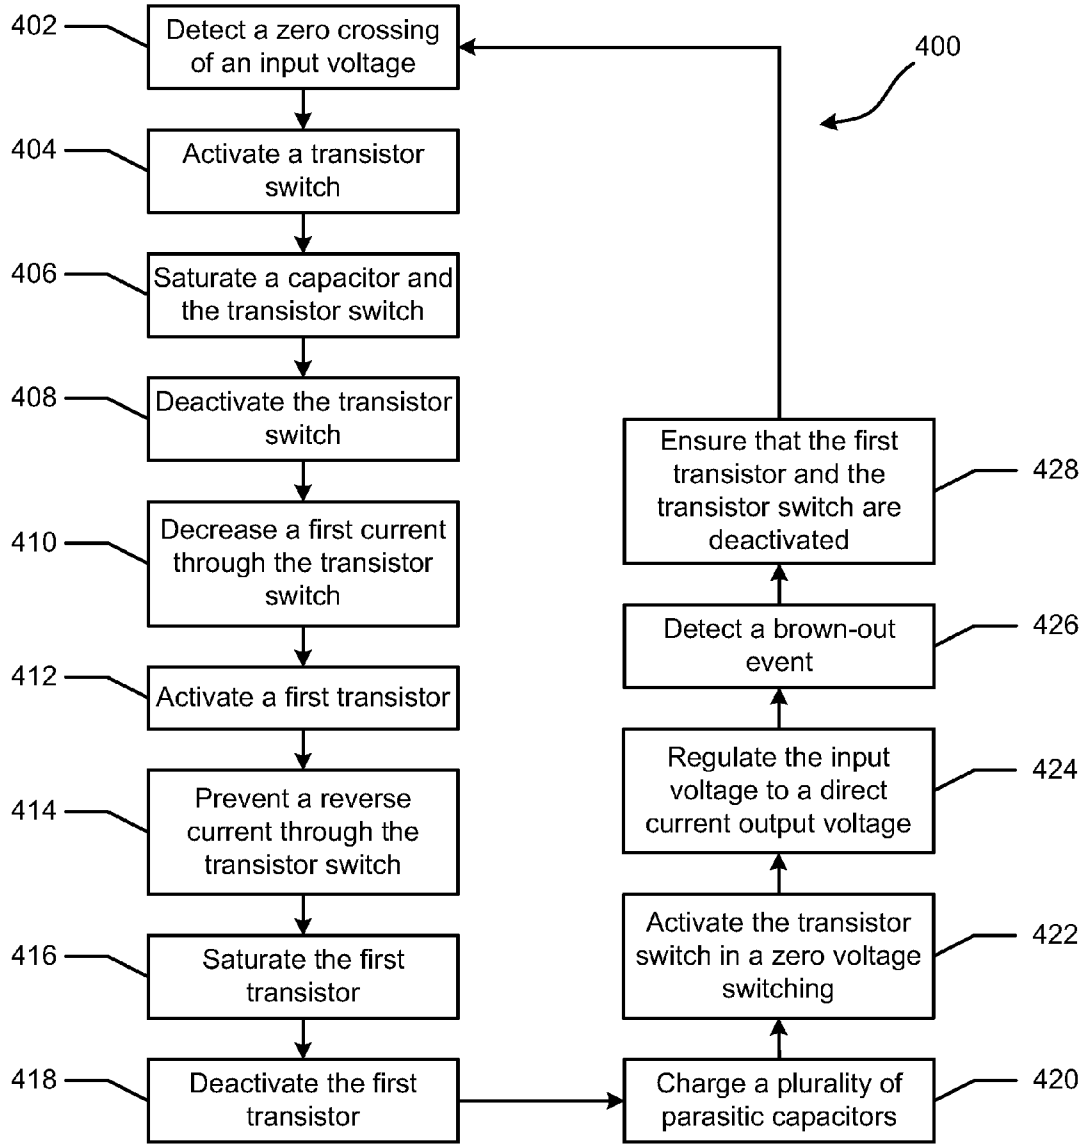 402
Detect a zero crossing
of an input voltage
400
404
Activate a transistor
switch
406
Saturate a capacitor and
the transistor switch
408
Deactivate the transistor
switch
410
Decrease a first current
through the transistor
switch
412
Activate a first transistor
414
Prevent a reverse
current through the
transistor switch
416
Saturate the first
transistor
418
Deactivate the first
transistor
Charge a plurality of
parasitic capacitors
420
Activate the transistor
switch in a zero voltage
switching
422
Regulate the input
voltage to a direct
current output voltage
424
Detect a brown-out
event
426
Ensure that the first
transistor and the
transistor switch are
deactivated
428